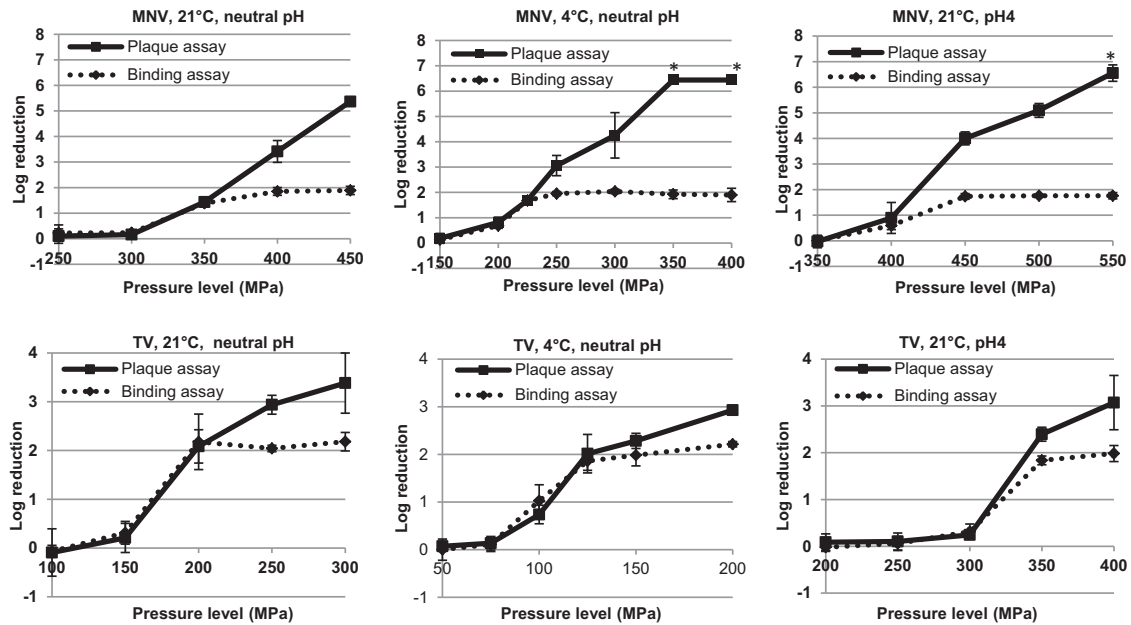 MNV, 21°C, neutral pH
8
7
6
5
4
3
2
1
0
-1
Plaque assay
Binding assay
Log reduction
250 300 350 400 450
Pressure level (MPa)
MNV, 4°C, neutral pH
8
7
6
5
4
3
2
1
0
-1
Plaque assay
Binding assay
* *
Log reduction
150 200 250 300 350 400
Pressure level (MPa)
MNV, 21°C, pH4
8
7
6
5
4
3
2
1
0
-1
Plaque assay
Binding assay
*
Log reduction
350 400 450 500 550
Pressure level (MPa)
TV, 21°C, neutral pH
4
3
2
1
0
-1
Plaque assay
Binding assay
Log reduction
100 150 200 250 300
Pressure level (MPa)
TV, 4°C, neutral pH
4
3
2
1
0
-1
Plaque assay
Binding assay
Log reduction
50 100 150 200
Pressure level (MPa)
TV, 21°C, pH4
4
3
2
1
0
-1
Plaque assay
Binding assay
Log reduction
200 250 300 350 400
Pressure level (MPa)